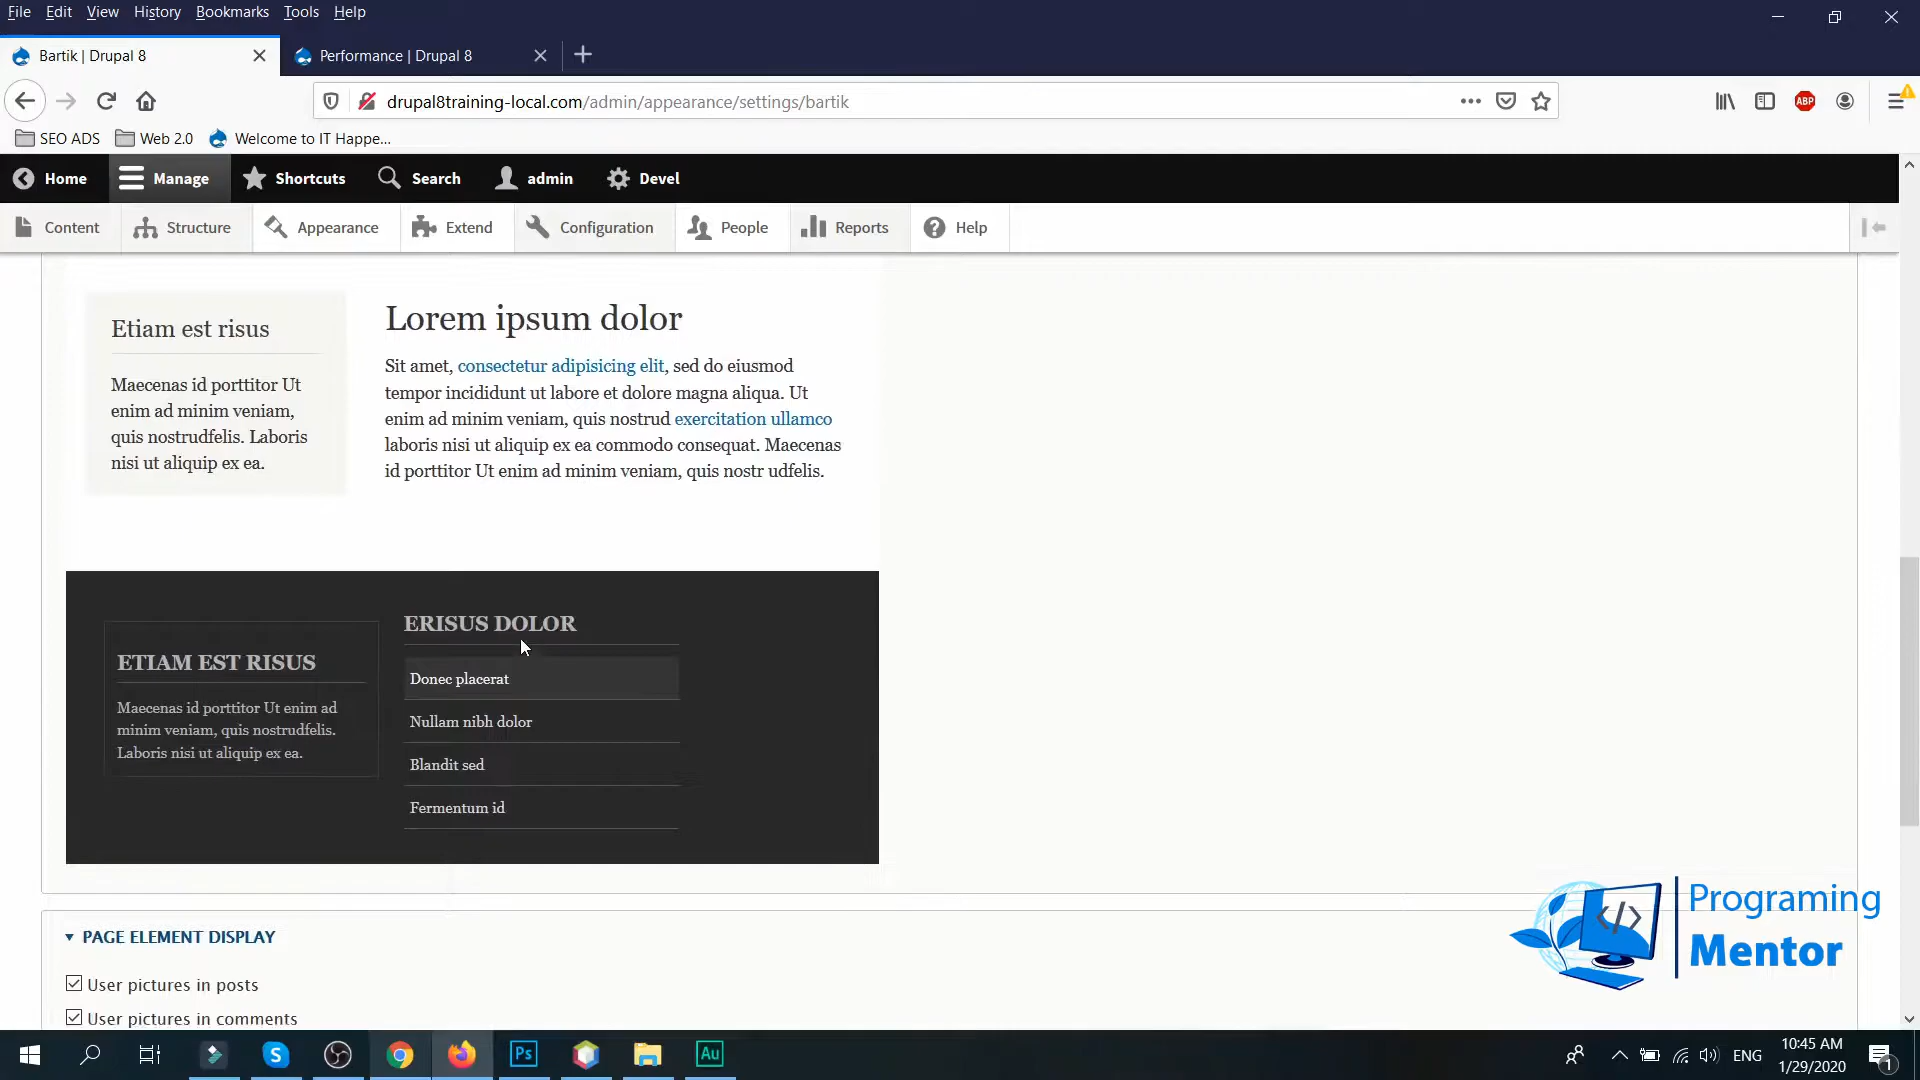 File Edit View History Bookmarks Tools Help
Bartik | Drupal 8
Performance | Drupal 8
drupal8training-local.com/admin/appearance/settings/bartik
ABP
SEO ADS Web 2.0 Welcome to IT Happe...
Home Manage Shortcuts Search admin Devel
Content Structure Appearance Extend Configuration People Reports Help
Etiam est risus
Maecenas id porttitor Ut
enim ad minim veniam,
quis nostrudfelis. Laboris
nisi ut aliquip ex ea.
Lorem ipsum dolor
Sit amet, consectetur adipisicing elit, sed do eiusmod
tempor incididunt ut labore et dolore magna aliqua. Ut
enim ad minim veniam, quis nostrud exercitation ullamco
laboris nisi ut aliquip ex ea commodo consequat. Maecenas
id porttitor Ut enim ad minim veniam, quis nostr udfelis.
ETIAM EST RISUS
Maecenas id porttitor Ut enim ad
minim veniam, quis nostrudfelis.
Laboris nisi ut aliquip ex ea.
ERISUS DOLOR
Donec placerat
Nullam nibh dolor
Blandit sed
Fermentum id
PAGE ELEMENT DISPLAY
User pictures in posts
User pictures in comments
</>
Programing
Mentor
Ps
Au
ENG
10:45 AM
1/29/2020
1